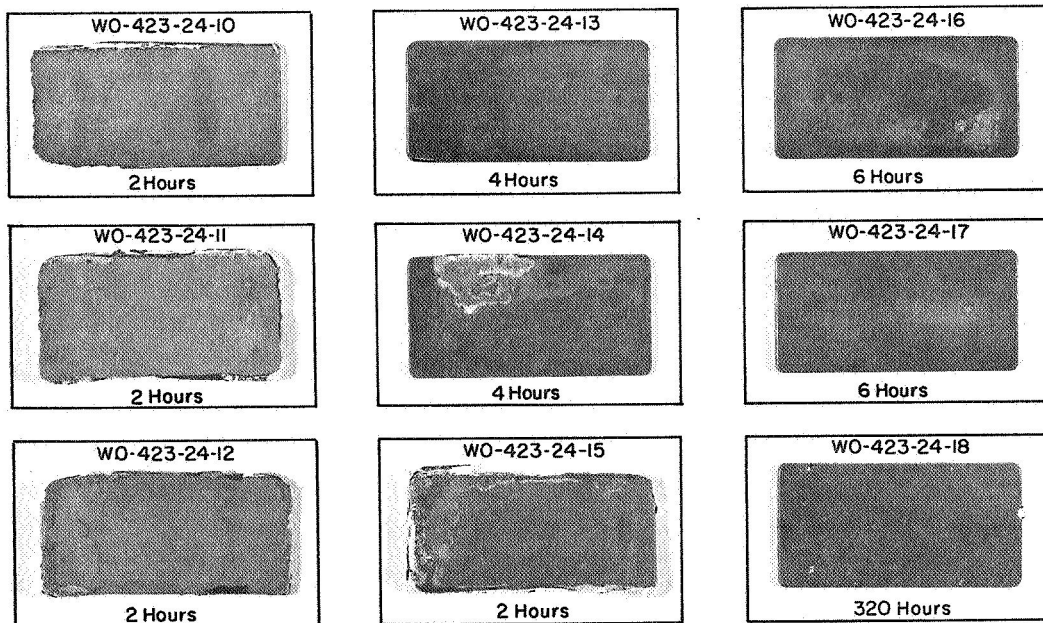 WO-423-24-10
2 Hours
WO-423-24-13
4 Hours
WO-423-24-16
6 Hours
WO-423-24-11
2 Hours
WO-423-24-14
4 Hours
WO-423-24-17
6 Hours
WO-423-24-12
2 Hours
WO-423-24-15
2 Hours
WO-423-24-18
320 Hours